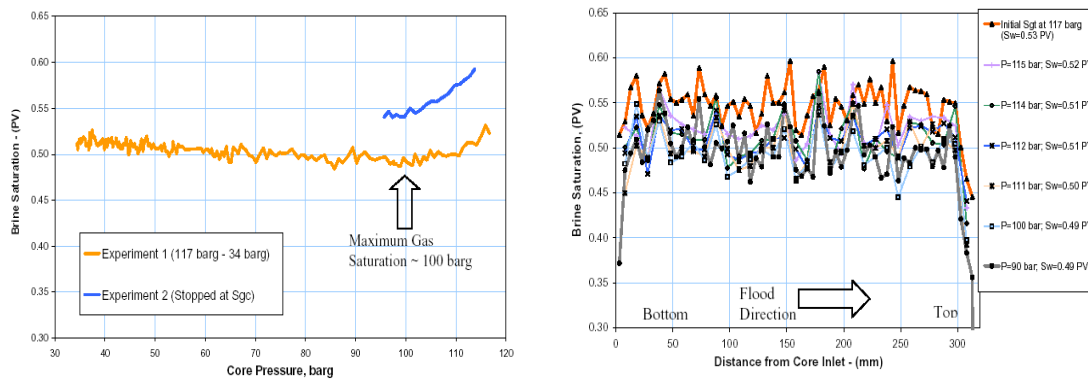 0.65
0.60
0.55
0.50
0.45
0.40
0.35
0.30
Brine Saturation - (PV)
Maximum Gas
Saturation ~ 100 barg
Experiment 1 (117 barg - 34 barg)
Experiment 2 (Stopped at Sgc)
30 40 50 60 70 80 90 100 110 120
Core Pressure, barg
0.65
0.60
0.55
0.50
0.45
0.40
0.35
0.30
Brine Saturation, (PV)
Flood
Direction
Bottom
Top
0 50 100 150 200 250 300
Distance from Core Inlet - (mm)
Initial Sgt at 117 barg
(Sw=0.53 PV)
P=115 bar; Sw=0.52 PV
P=114 bar; Sw=0.51 PV
P=112 bar; Sw=0.51 PV
P=111 bar; Sw=0.50 PV
P=100 bar; Sw=0.49 PV
P=90 bar; Sw=0.49 PV